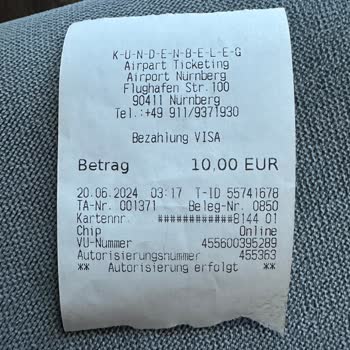 K-U-N-D-E-N-B-E-L-E-G
Airpart Ticketing
Airport Nürnberg
Flughafen Str.100
90411 Nürnberg
Tel.:+49 911/9371930
Bezahlung VISA
Betrag 10,00 EUR
20.06.2024 03:17 T-ID 55741678
TA-Nr. 001371 Beleg-Nr. 0850
Kartennr. ############8144 01
Chip Online
VU-Nummer 455600395289
Autorisierungsnummer 455363
** Autorisierung erfolgt **